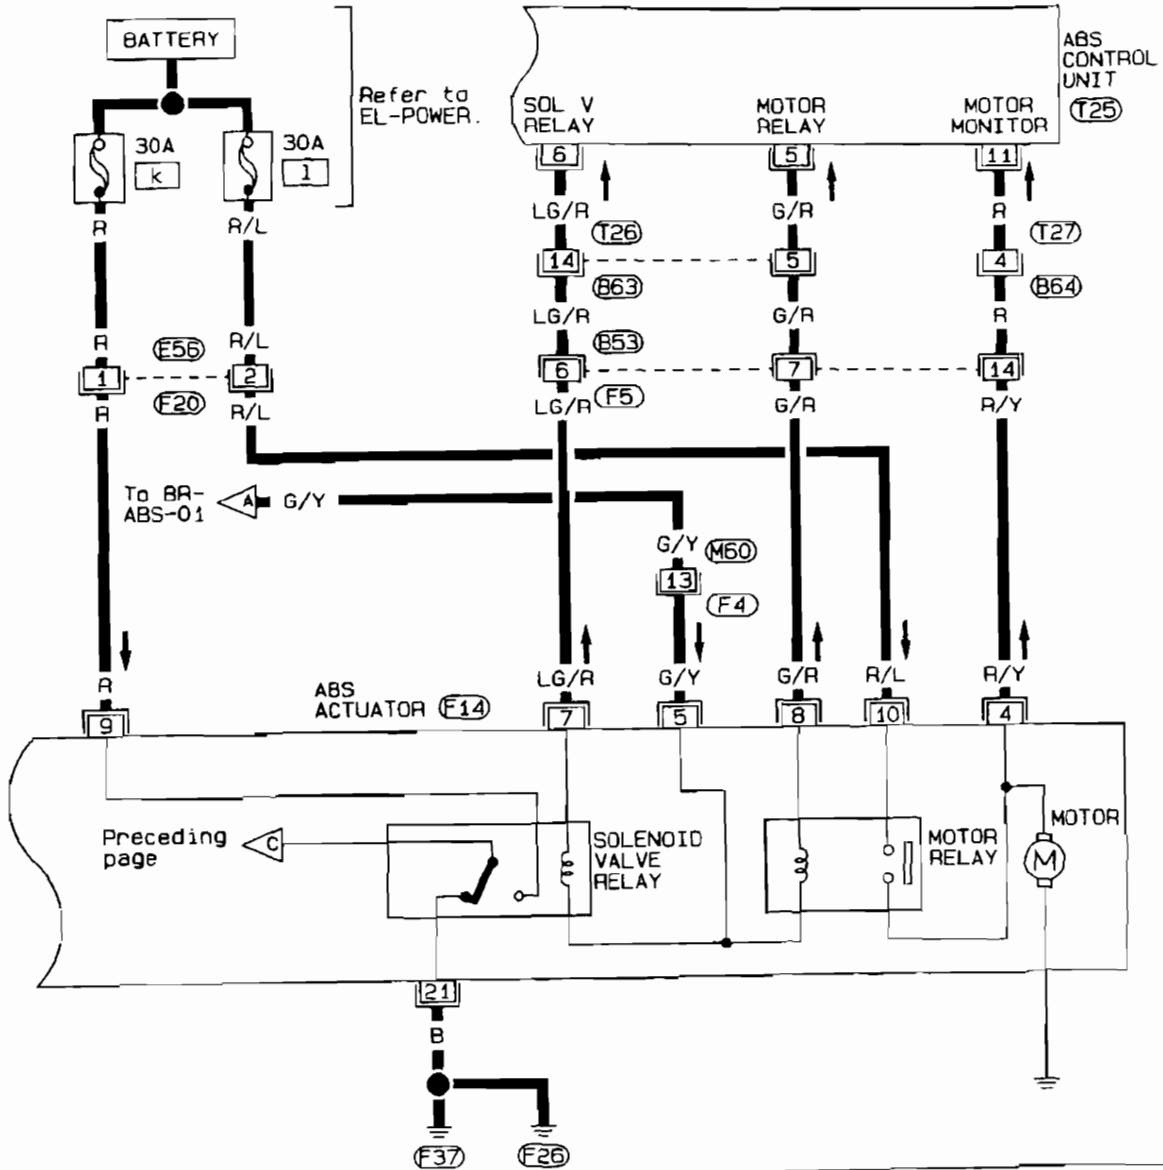 BATTERY
Refer to
EL-POWER.
30A
k
30A
l
ABS
CONTROL
UNIT
T25
SOL V
RELAY
MOTOR
RELAY
MOTOR
MONITOR
6
5
11
R
R/L
LG/R
G/R
R
T26
T27
14
5
4
B63
B64
LG/R
G/R
R
R
R/L
E56
B53
1
2
6
7
14
F20
F5
R
R/L
LG/R
G/R
R/Y
To BR-
ABS-01
A
G/Y
G/Y
M60
13
F4
R
LG/R
G/Y
G/R
R/L
R/Y
ABS
ACTUATOR
F14
9
7
5
8
10
4
Preceding
page
C
SOLENOID
VALVE
RELAY
MOTOR
RELAY
MOTOR
M
21
B
F37
F26